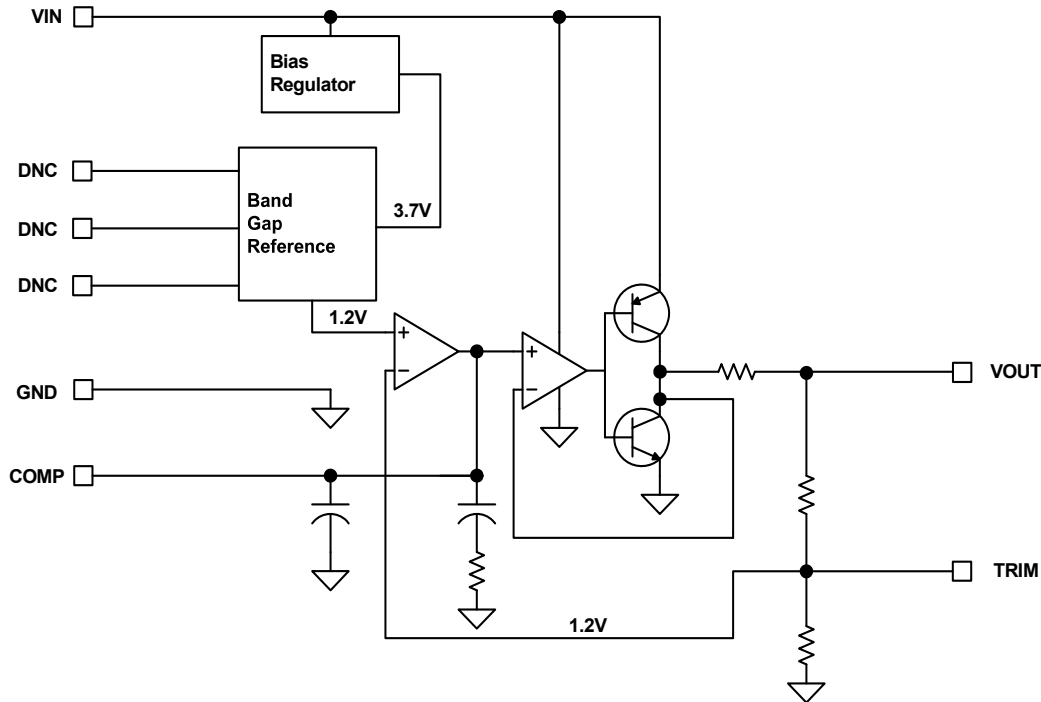 VIN
Bias
Regulator
DNC
Band
Gap
Reference
3.7V
DNC
DNC
1.2V
+
−
+
−
VOUT
GND
COMP
TRIM
1.2V